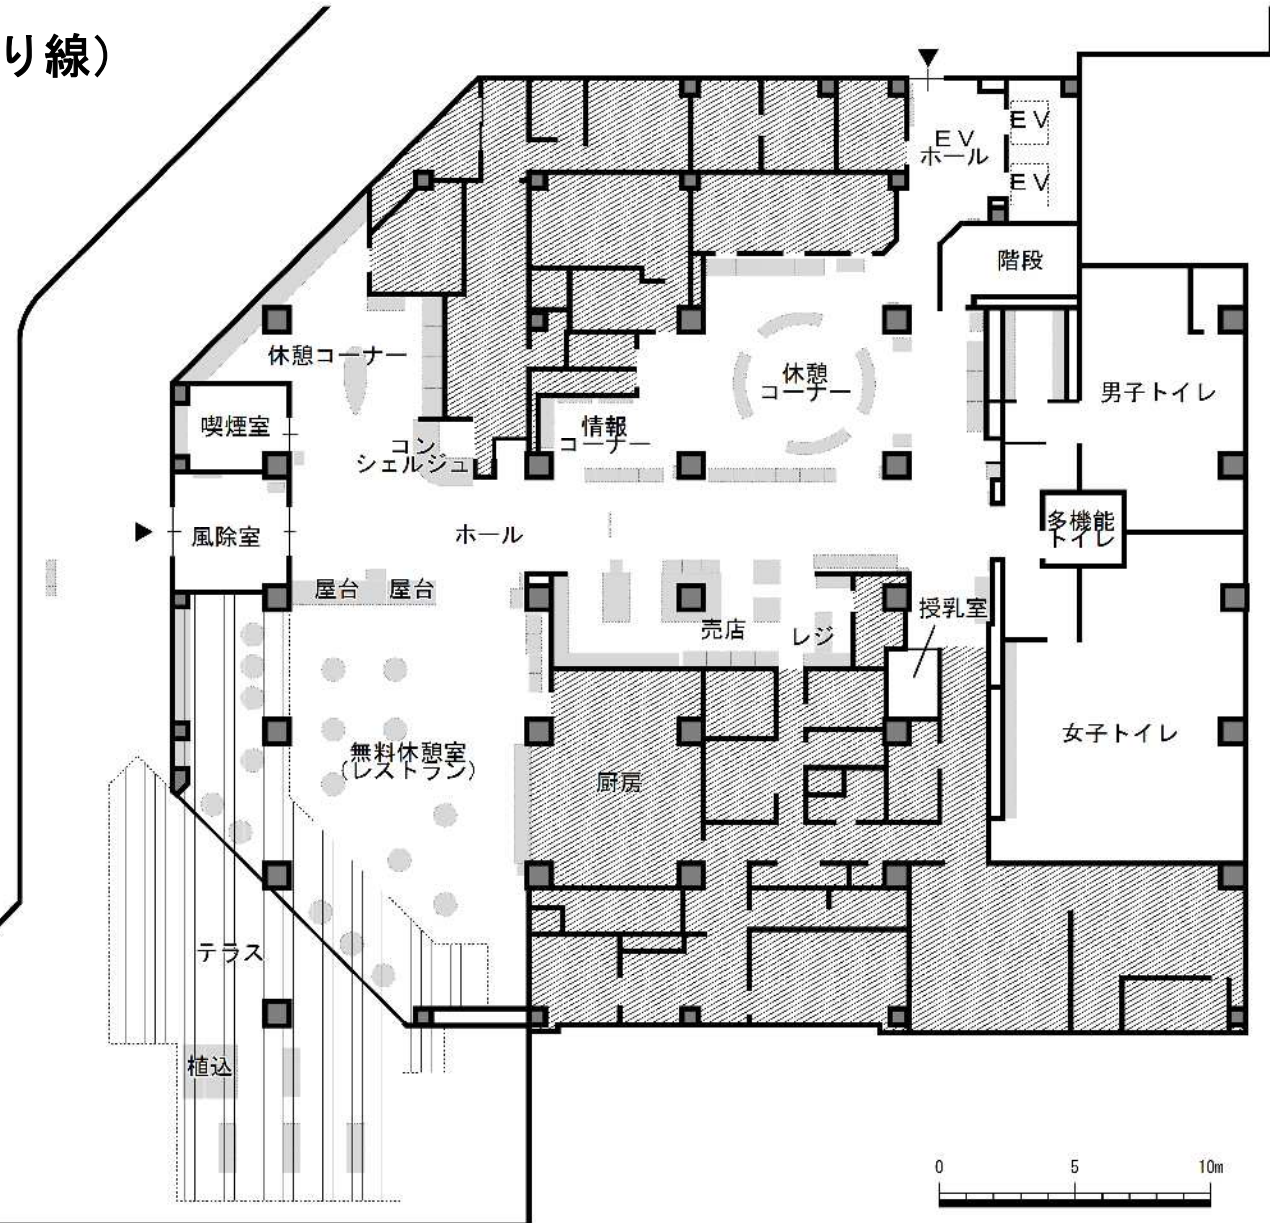 り線）
EV
ホール
EV
EV
階段
休憩コーナー
休憩
コーナー
男子トイレ
喫煙室
情報
コーナー
コン
シェルジュ
風除室
ホール
多機能
トイレ
屋台
屋台
授乳室
売店
レジ
無料休憩室
(レストラン)
厨房
女子トイレ
テラス
植込
0 5 10m